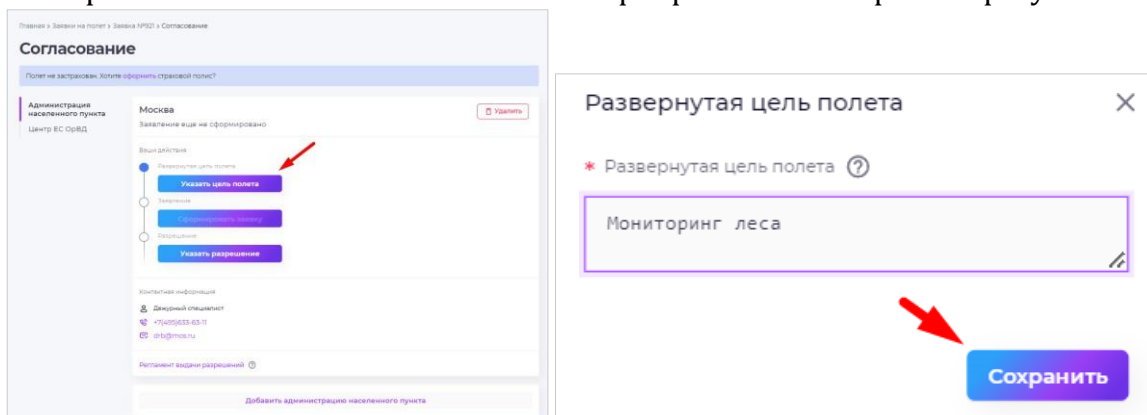 Главная > Заявки на полет > Заявка №921 > Согласование
Согласование
Полет не застрахован. Хотите оформить страховой полис?
Администрация
населенного пункта
Центр ЕС ОрВД
Москва
Удалить
Заявление еще не сформировано
Ваши действия
Развернутая цель полета
Указать цель полета
Заявление
Сформировать заявку
Разрешение
Указать разрешение
Контактная информация
Дежурный специалист
+7(495)633-63-11
drb@mos.ru
Регламент выдачи разрешений
Добавить администрацию населенного пункта
Развернутая цель полета
* Развернутая цель полета
Мониторинг леса
Сохранить